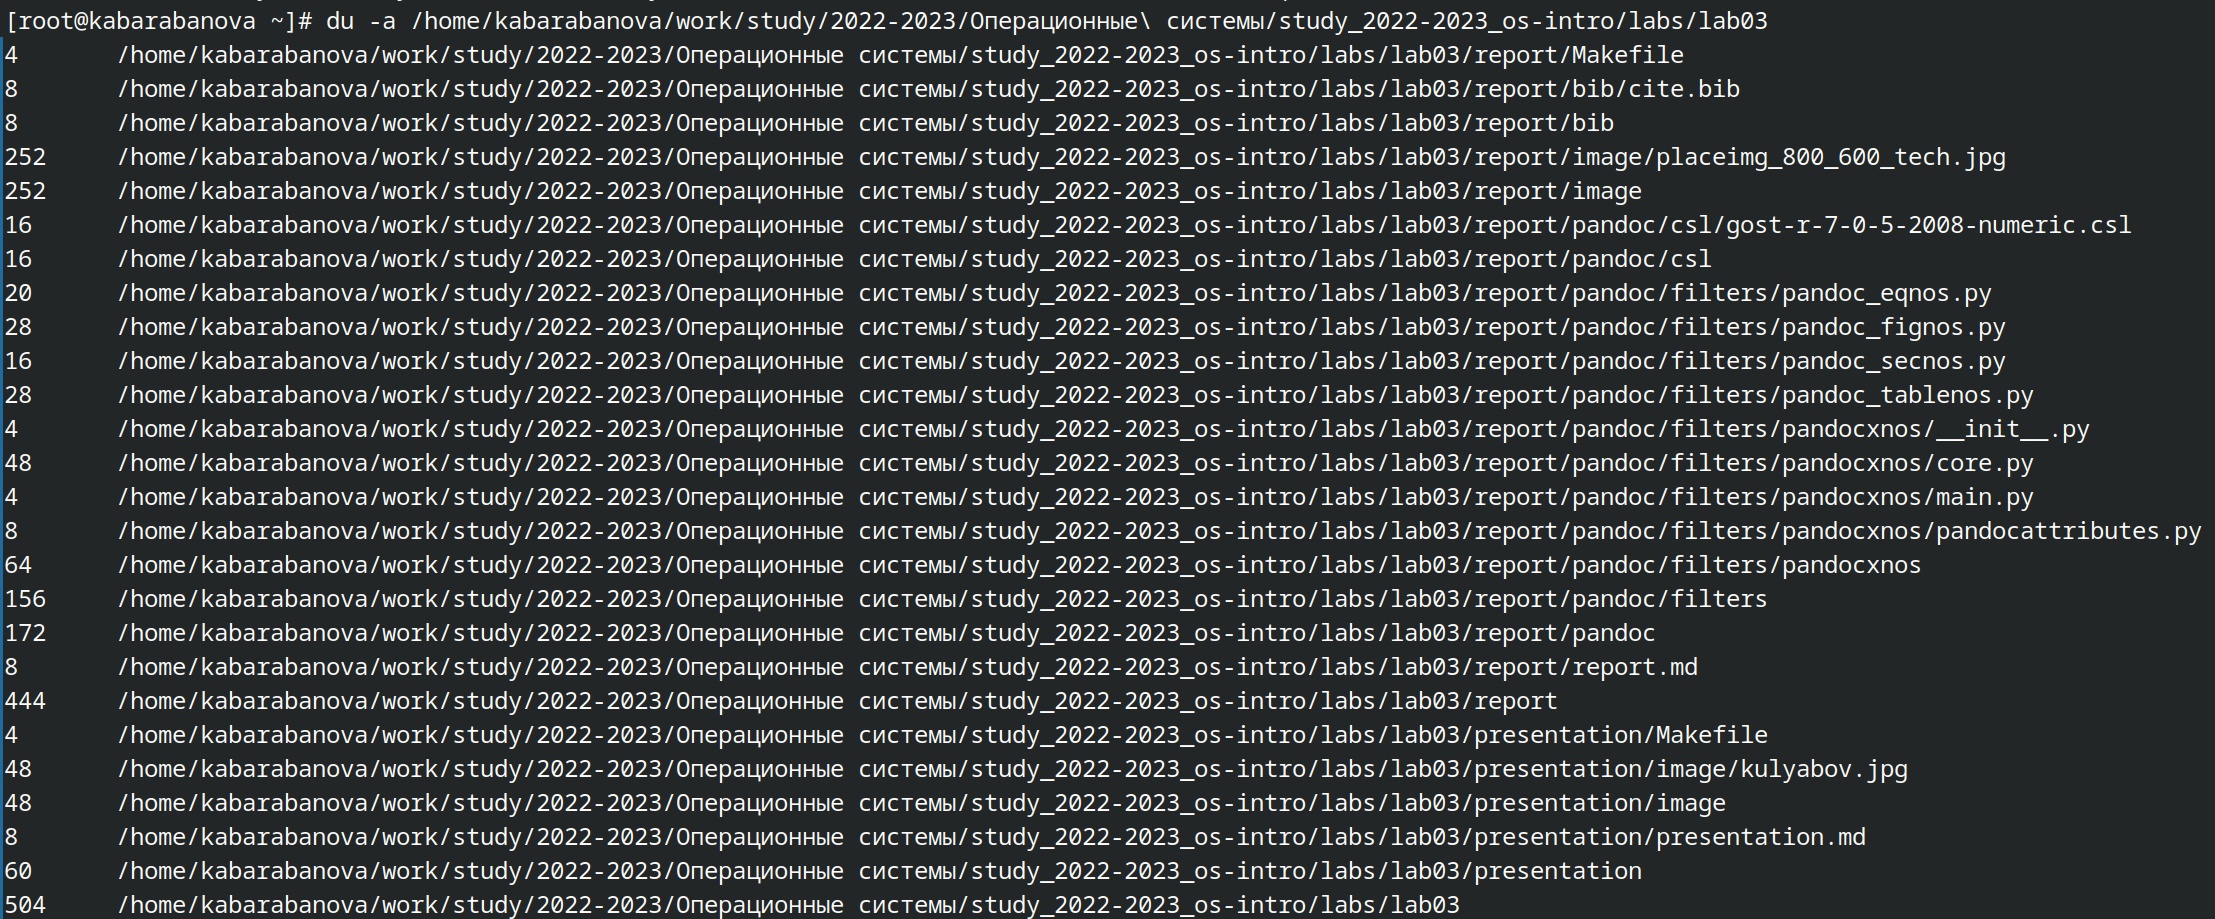 [root@kabarabanova ~]# du -a /home/kabarabanova/work/study/2022-2023/Операционные\ системы/study_2022-2023_os-intro/labs/lab03
4	/home/kabarabanova/work/study/2022-2023/Операционные системы/study_2022-2023_os-intro/labs/lab03/report/Makefile
8	/home/kabarabanova/work/study/2022-2023/Операционные системы/study_2022-2023_os-intro/labs/lab03/report/bib/cite.bib
8	/home/kabarabanova/work/study/2022-2023/Операционные системы/study_2022-2023_os-intro/labs/lab03/report/bib
252	/home/kabarabanova/work/study/2022-2023/Операционные системы/study_2022-2023_os-intro/labs/lab03/report/image/placeimg_800_600_tech.jpg
252	/home/kabarabanova/work/study/2022-2023/Операционные системы/study_2022-2023_os-intro/labs/lab03/report/image
16	/home/kabarabanova/work/study/2022-2023/Операционные системы/study_2022-2023_os-intro/labs/lab03/report/pandoc/csl/gost-r-7-0-5-2008-numeric.csl
16	/home/kabarabanova/work/study/2022-2023/Операционные системы/study_2022-2023_os-intro/labs/lab03/report/pandoc/csl
20	/home/kabarabanova/work/study/2022-2023/Операционные системы/study_2022-2023_os-intro/labs/lab03/report/pandoc/filters/pandoc_eqnos.py
28	/home/kabarabanova/work/study/2022-2023/Операционные системы/study_2022-2023_os-intro/labs/lab03/report/pandoc/filters/pandoc_fignos.py
16	/home/kabarabanova/work/study/2022-2023/Операционные системы/study_2022-2023_os-intro/labs/lab03/report/pandoc/filters/pandoc_secnos.py
28	/home/kabarabanova/work/study/2022-2023/Операционные системы/study_2022-2023_os-intro/labs/lab03/report/pandoc/filters/pandoc_tablenos.py
4	/home/kabarabanova/work/study/2022-2023/Операционные системы/study_2022-2023_os-intro/labs/lab03/report/pandoc/filters/pandocxnos/__init__.py
48	/home/kabarabanova/work/study/2022-2023/Операционные системы/study_2022-2023_os-intro/labs/lab03/report/pandoc/filters/pandocxnos/core.py
4	/home/kabarabanova/work/study/2022-2023/Операционные системы/study_2022-2023_os-intro/labs/lab03/report/pandoc/filters/pandocxnos/main.py
8	/home/kabarabanova/work/study/2022-2023/Операционные системы/study_2022-2023_os-intro/labs/lab03/report/pandoc/filters/pandocxnos/pandocattributes.py
64	/home/kabarabanova/work/study/2022-2023/Операционные системы/study_2022-2023_os-intro/labs/lab03/report/pandoc/filters/pandocxnos
156	/home/kabarabanova/work/study/2022-2023/Операционные системы/study_2022-2023_os-intro/labs/lab03/report/pandoc/filters
172	/home/kabarabanova/work/study/2022-2023/Операционные системы/study_2022-2023_os-intro/labs/lab03/report/pandoc
8	/home/kabarabanova/work/study/2022-2023/Операционные системы/study_2022-2023_os-intro/labs/lab03/report/report.md
444	/home/kabarabanova/work/study/2022-2023/Операционные системы/study_2022-2023_os-intro/labs/lab03/report
4	/home/kabarabanova/work/study/2022-2023/Операционные системы/study_2022-2023_os-intro/labs/lab03/presentation/Makefile
48	/home/kabarabanova/work/study/2022-2023/Операционные системы/study_2022-2023_os-intro/labs/lab03/presentation/image/kulyabov.jpg
48	/home/kabarabanova/work/study/2022-2023/Операционные системы/study_2022-2023_os-intro/labs/lab03/presentation/image
8	/home/kabarabanova/work/study/2022-2023/Операционные системы/study_2022-2023_os-intro/labs/lab03/presentation/presentation.md
60	/home/kabarabanova/work/study/2022-2023/Операционные системы/study_2022-2023_os-intro/labs/lab03/presentation
504	/home/kabarabanova/work/study/2022-2023/Операционные системы/study_2022-2023_os-intro/labs/lab03